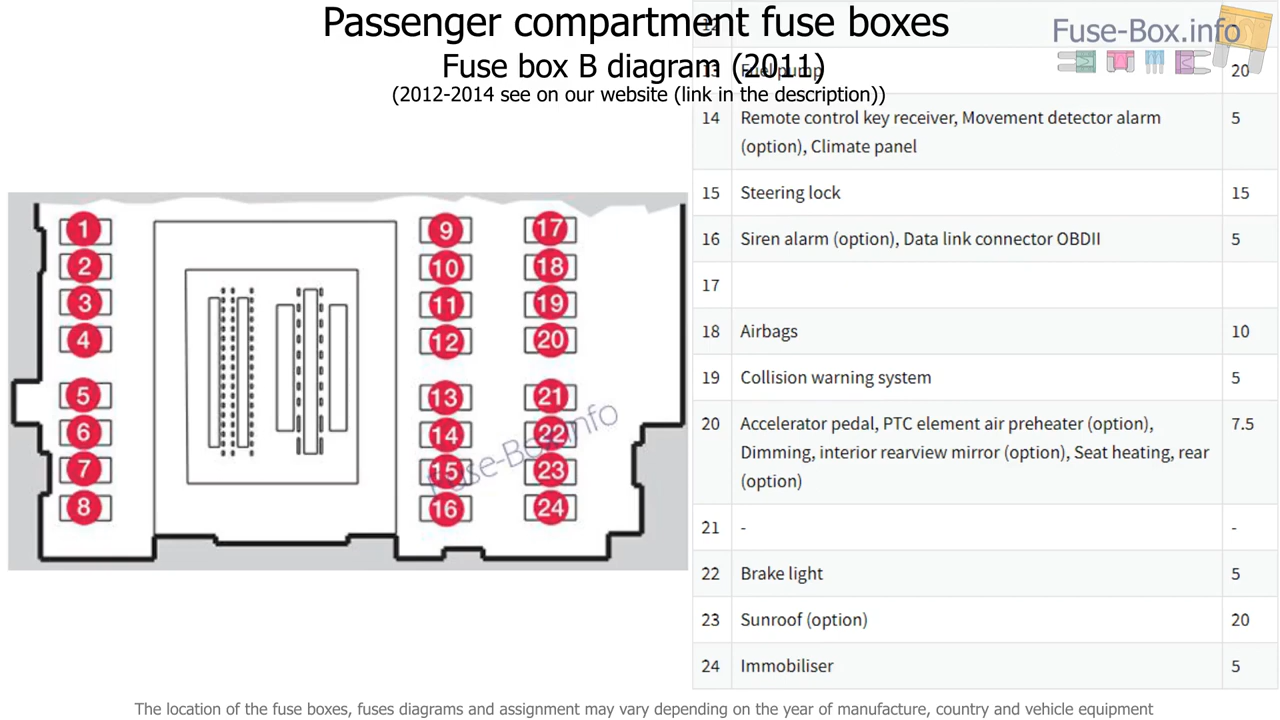 Passenger compartment fuse boxes
Fuse box B diagram (2011)
(2012-2014 see on our website (link in the description))
Fuse-Box.info
12 - -
13 Fuel pump 20
14 Remote control key receiver, Movement detector alarm 5
(option), Climate panel
15 Steering lock 15
16 Siren alarm (option), Data link connector OBDII 5
17
18 Airbags 10
19 Collision warning system 5
20 Accelerator pedal, PTC element air preheater (option), 7.5
Dimming, interior rearview mirror (option), Seat heating, rear
(option)
21 - -
22 Brake light 5
23 Sunroof (option) 20
24 Immobiliser 5
1 9 17
2 10 18
3 11 19
4 12 20
5 13 21
6 14 22
7 15 23
8 16 24
Fuse-Box.info
The location of the fuse boxes, fuses diagrams and assignment may vary depending on the year of manufacture, country and vehicle equipment